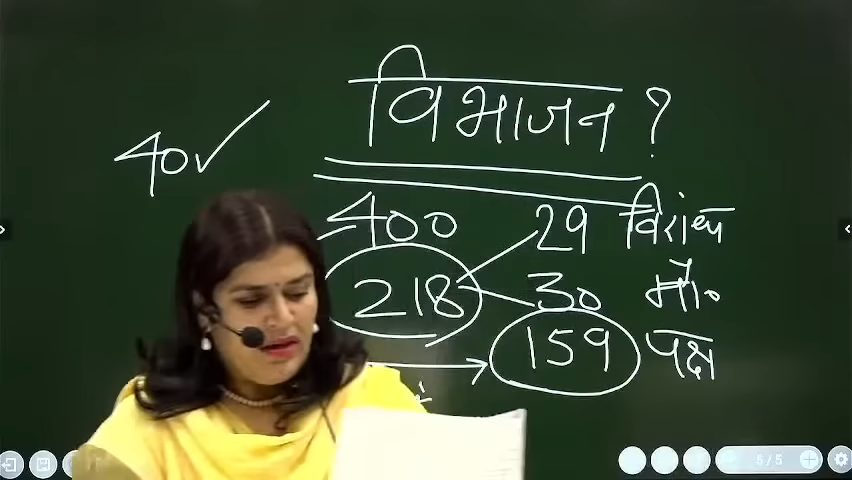 विभाजन ?
40 ✓
400 29 विरोध
218 30 मौ०
159 पक्ष
5/5